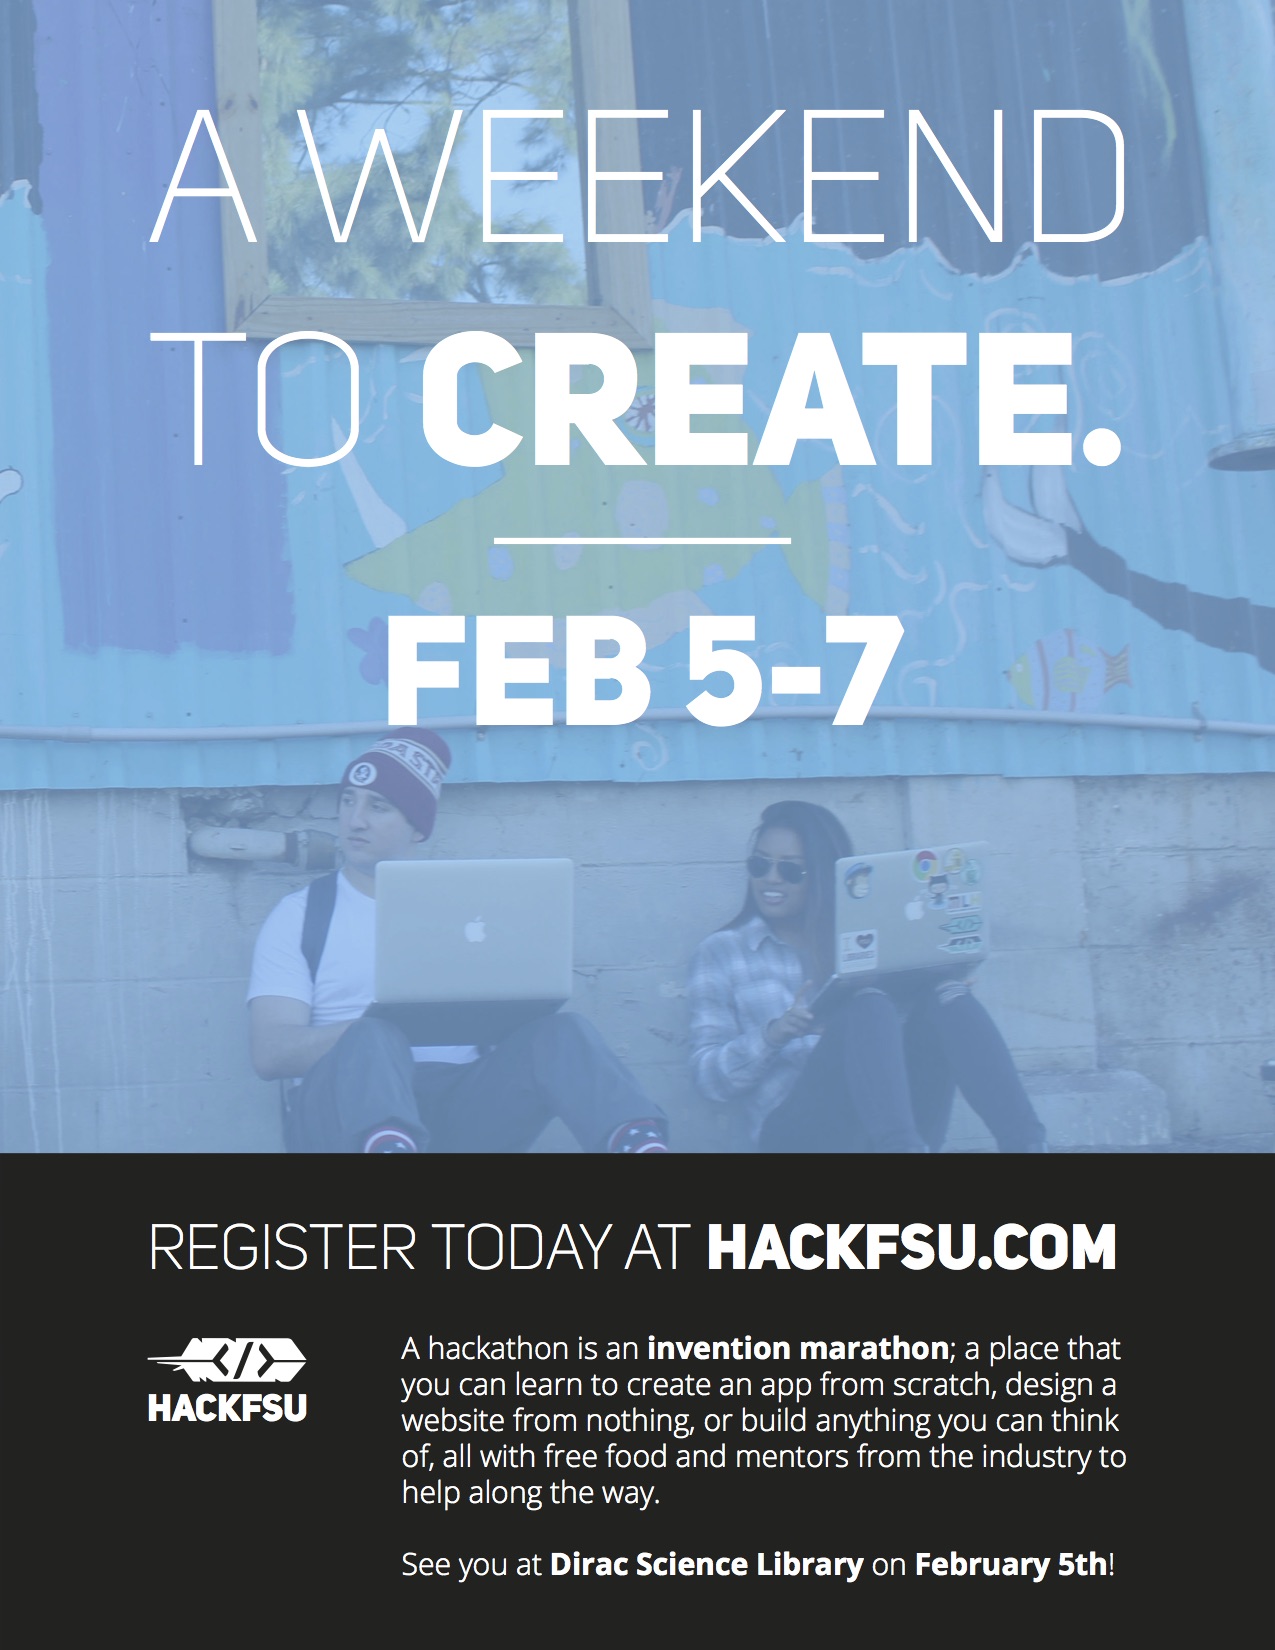 A WEEKEND
TO CREATE.
FEB 5-7
REGISTER TODAY AT HACKFSU.COM
</>
HACKFSU
A hackathon is an invention marathon; a place that
you can learn to create an app from scratch, design a
website from nothing, or build anything you can think
of, all with free food and mentors from the industry to
help along the way.
See you at Dirac Science Library on February 5th!